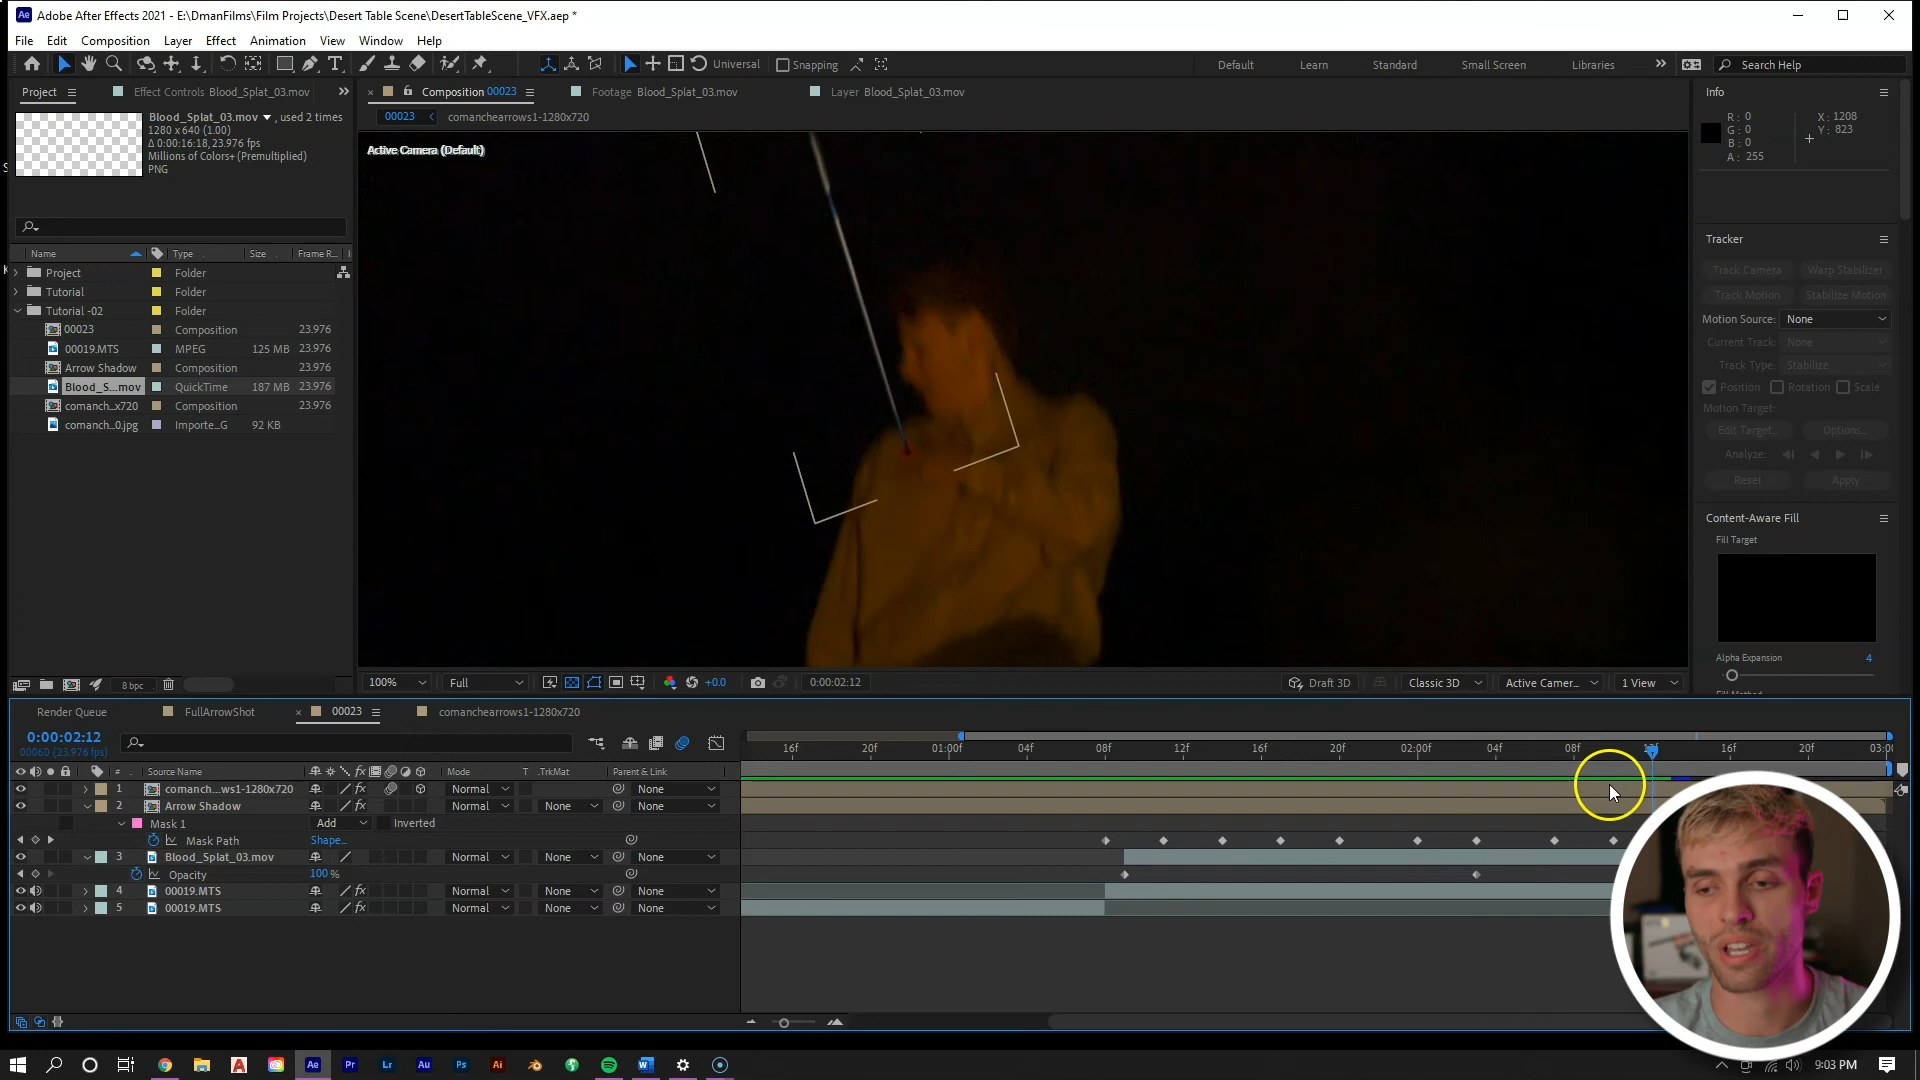 Adobe After Effects 2021 - E:\DmanFilms\Film Projects\Desert Table Scene\DesertTableScene_VFX.aep *
File Edit Composition Layer Effect Animation View Window Help
Universal Snapping Default Learn Standard Small Screen Libraries Search Help
Project Effect Controls Blood_Splat_03.mov Composition 00023 Footage Blood_Splat_03.mov Layer Blood_Splat_03.mov Info
00023 comanchearrows1-1280x720
Blood_Splat_03.mov , used 2 times
1280 x 640 (1.00)
Δ 0:00:16:18, 23.976 fps
Millions of Colors+ (Premultiplied)
PNG
Active Camera (Default)
R: 0 X: 1208
G: 0 Y: 823
B: 0
A: 255
Tracker
Name Type Size Frame R...
Project Folder
Tutorial Folder
Tutorial -02 Folder
00023 Composition 23.976
00019.MTS MPEG 125 MB 23.976
Arrow Shadow Composition 23.976
Blood_S...mov QuickTime 187 MB 23.976
comanch...x720 Composition 23.976
comanch...0.jpg Importe...G 92 KB
Track Camera Warp Stabilizer
Track Motion Stabilize Motion
Motion Source: None
Current Track: None
Track Type: Stabilize
Position Rotation Scale
Motion Target:
Edit Target... Options...
Analyze:
Reset Apply
Content-Aware Fill
Fill Target
Alpha Expansion 4
8 bpc 100% Full +0.0 0:00:02:12 Draft 3D Classic 3D Active Camer... 1 View
Render Queue FullArrowShot 00023 comanchearrows1-1280x720
0:00:02:12
00060 (23.976 fps)
16f 20f 01:00f 04f 08f 12f 16f 20f 02:00f 04f 08f 12f 16f 20f 03:00
# Source Name Mode T .TrkMat Parent & Link
1 comanch...ws1-1280x720 Normal None
2 Arrow Shadow Normal None None
Mask 1 Add Inverted
Mask Path Shape...
3 Blood_Splat_03.mov Normal None None
Opacity 100 %
4 00019.MTS Normal None None
5 00019.MTS Normal None None
9:03 PM